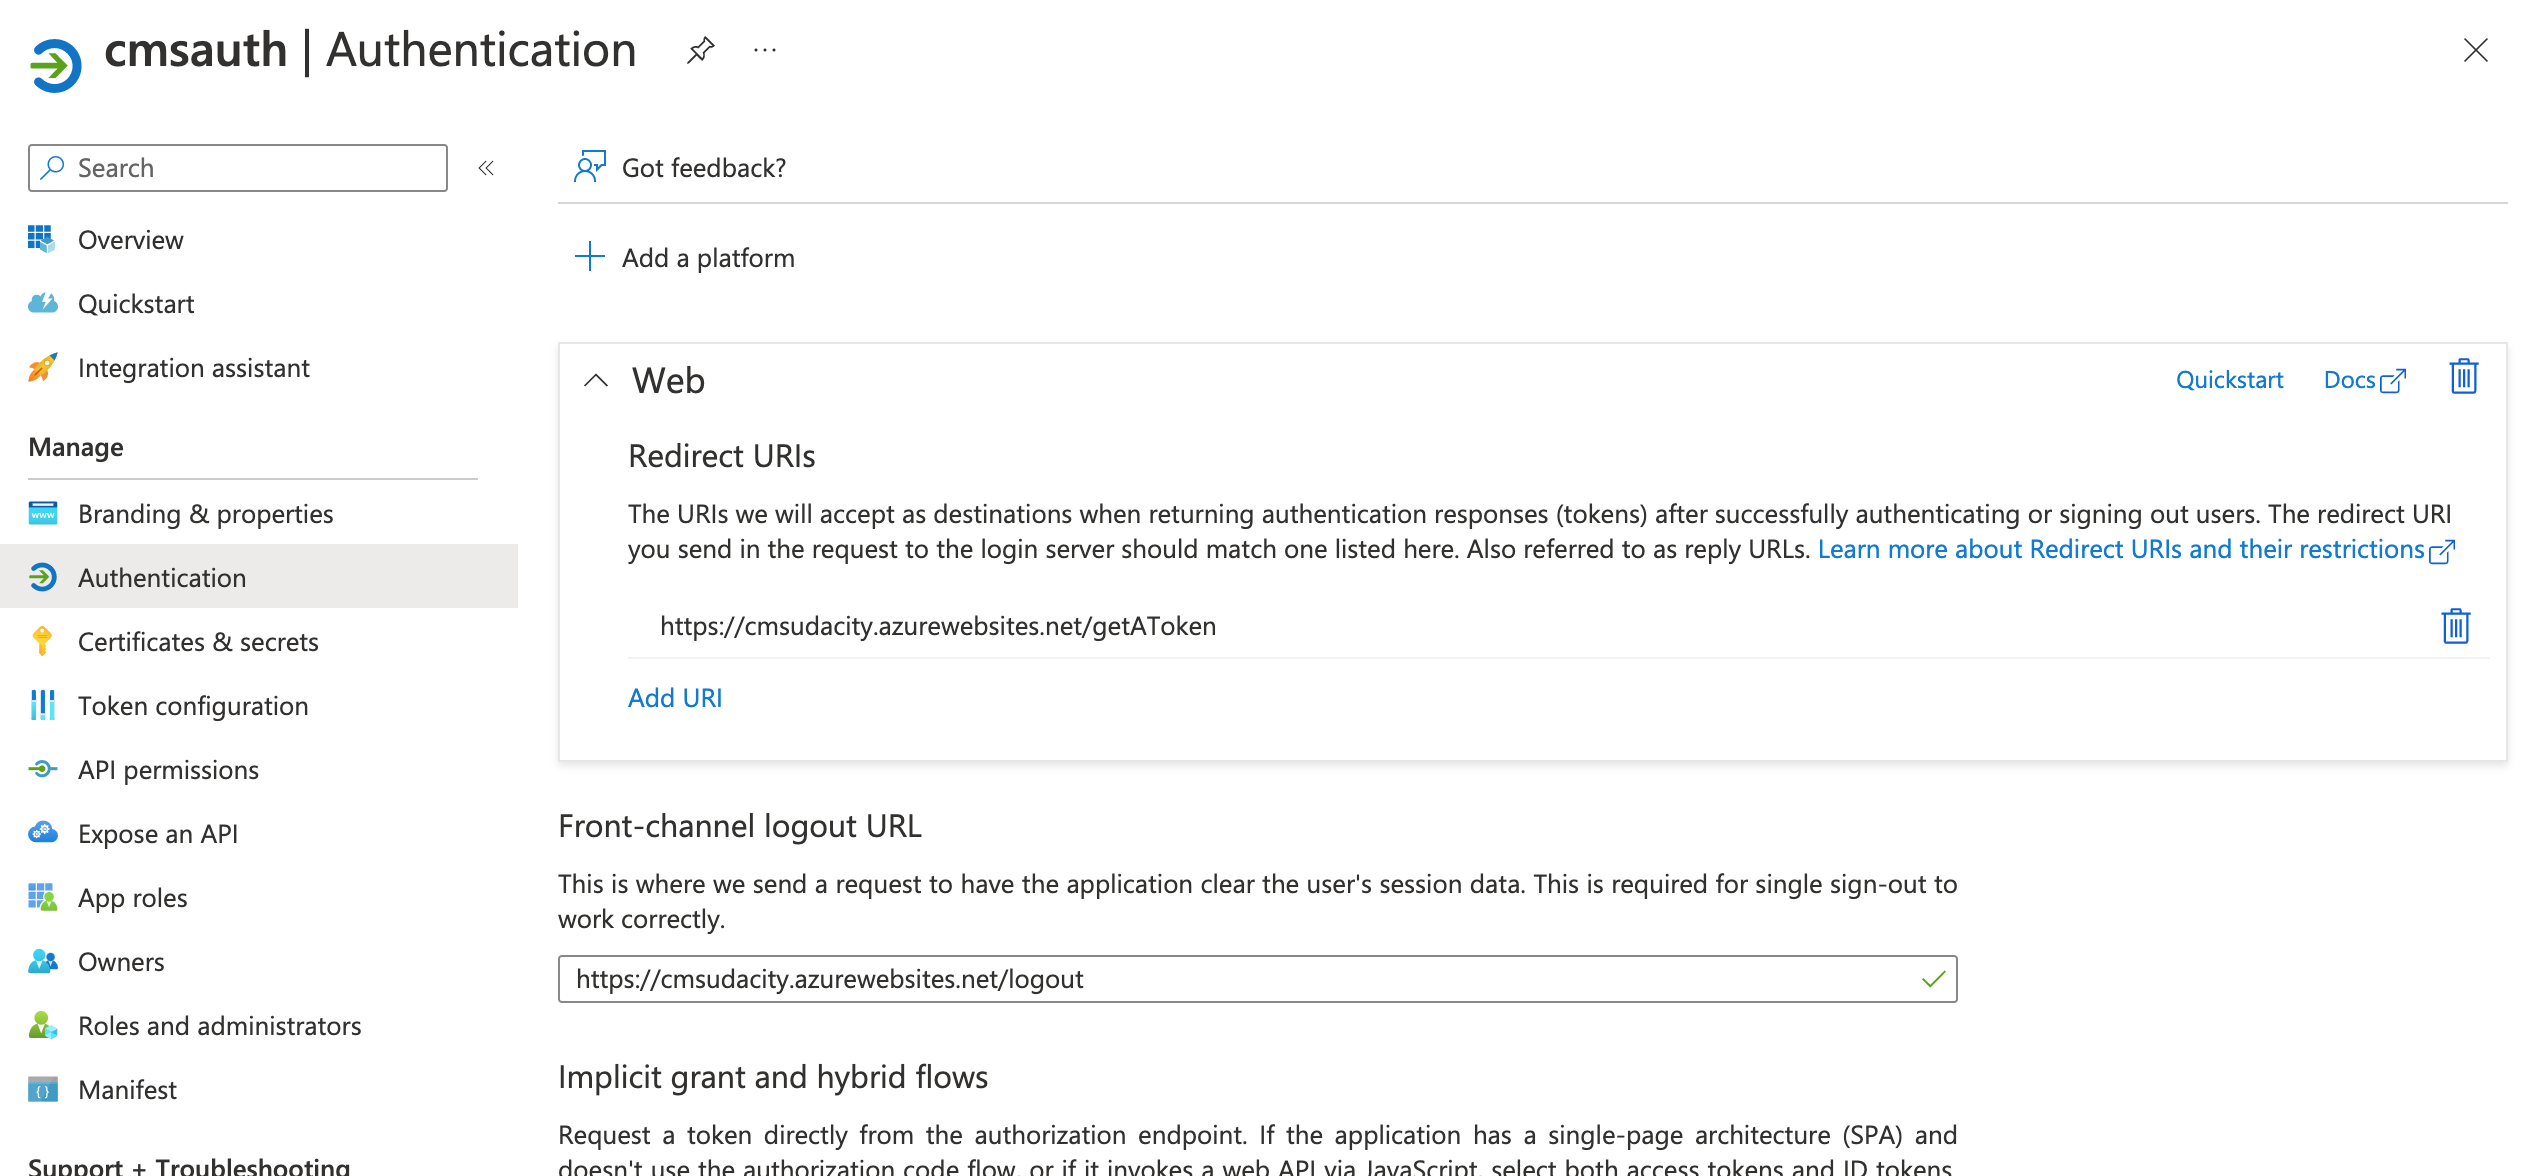 cmsauth | Authentication
Search
Overview
Quickstart
Integration assistant
Manage
Branding & properties
Authentication
Certificates & secrets
Token configuration
API permissions
Expose an API
App roles
Owners
Roles and administrators
Manifest
Support + Troubleshooting
Got feedback?
Add a platform
Web
Quickstart
Docs
Redirect URIs
The URIs we will accept as destinations when returning authentication responses (tokens) after successfully authenticating or signing out users. The redirect URI
you send in the request to the login server should match one listed here. Also referred to as reply URLs. Learn more about Redirect URIs and their restrictions
https://cmsudacity.azurewebsites.net/getAToken
Add URI
Front-channel logout URL
This is where we send a request to have the application clear the user's session data. This is required for single sign-out to
work correctly.
https://cmsudacity.azurewebsites.net/logout
Implicit grant and hybrid flows
Request a token directly from the authorization endpoint. If the application has a single-page architecture (SPA) and
doesn't use the authorization code flow, or if it invokes a web API via JavaScript, select both access tokens and ID tokens.